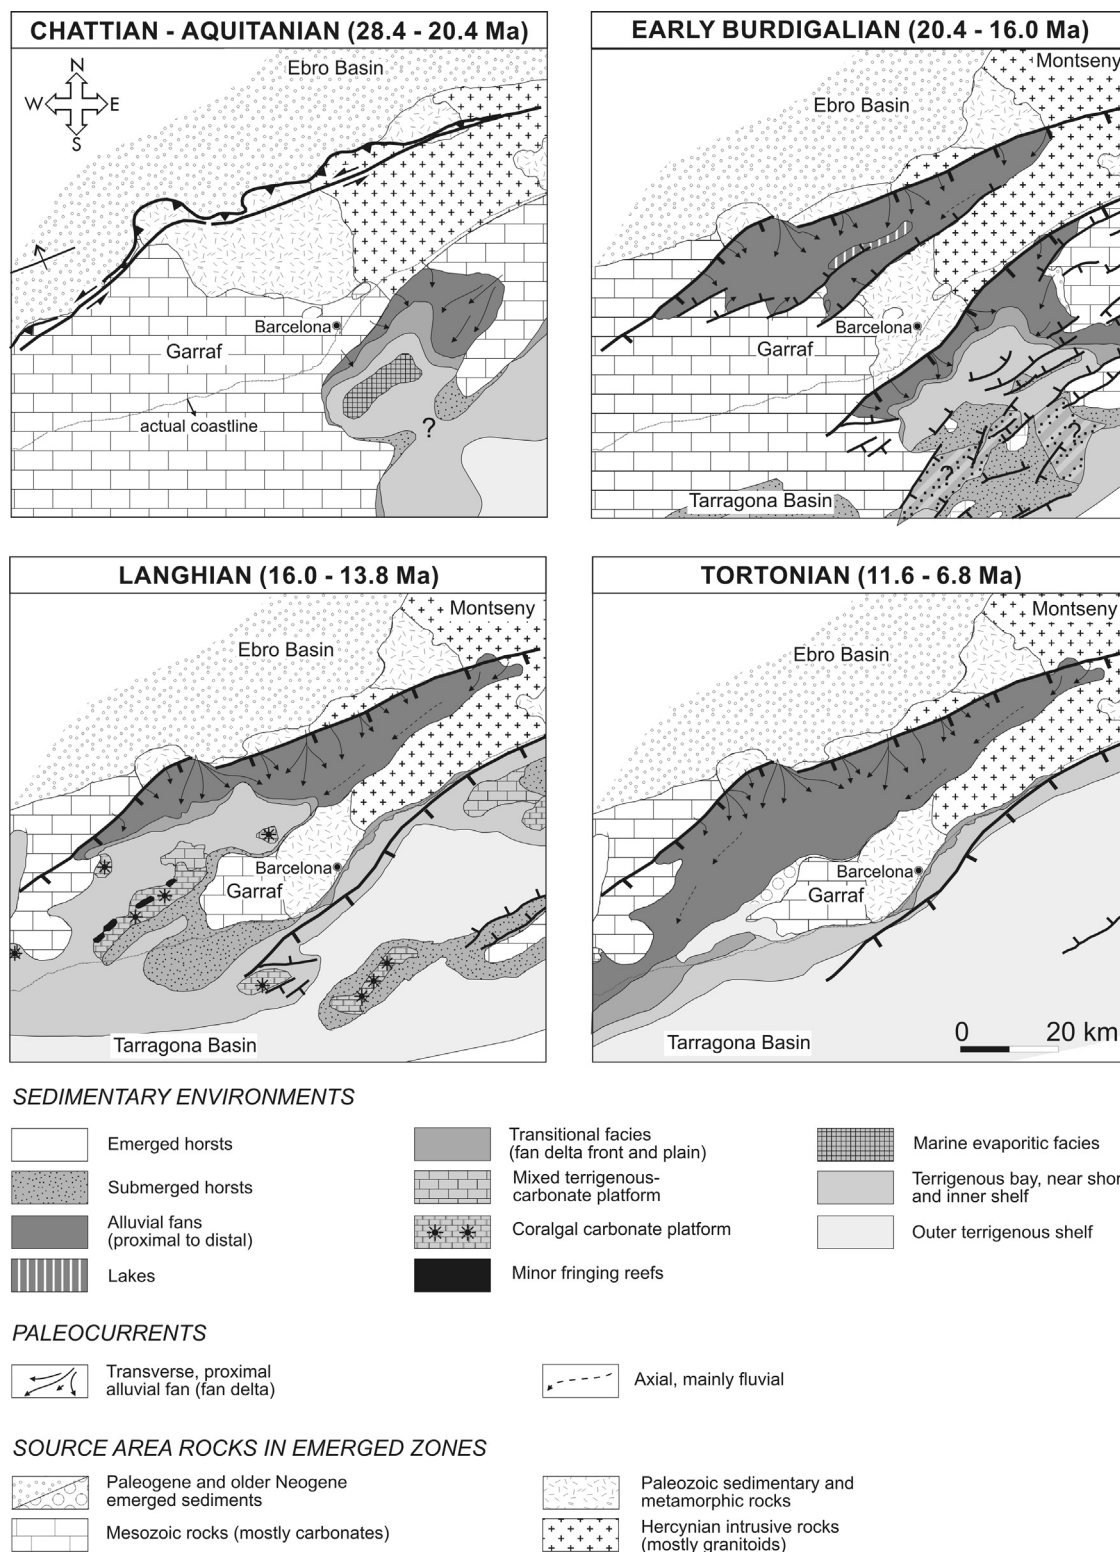 CHATTIAN - AQUITANIAN (28.4 - 20.4 Ma)
Ebro Basin
N
W
E
S
Barcelona
Garraf
actual coastline
?
EARLY BURDIGALIAN (20.4 - 16.0 Ma)
Montseny
Ebro Basin
Barcelona
Garraf
?
?
Tarragona Basin
LANGHIAN (16.0 - 13.8 Ma)
Montseny
Ebro Basin
Barcelona
Garraf
Tarragona Basin
TORTONIAN (11.6 - 6.8 Ma)
Montseny
Ebro Basin
Barcelona
Garraf
Tarragona Basin
0 20 km
SEDIMENTARY ENVIRONMENTS
Emerged horsts
Submerged horsts
Alluvial fans
(proximal to distal)
Lakes
Transitional facies
(fan delta front and plain)
Mixed terrigenous-
carbonate platform
Coralgal carbonate platform
Minor fringing reefs
Marine evaporitic facies
Terrigenous bay, near shor
and inner shelf
Outer terrigenous shelf
PALEOCURRENTS
Transverse, proximal
alluvial fan (fan delta)
Axial, mainly fluvial
SOURCE AREA ROCKS IN EMERGED ZONES
Paleogene and older Neogene
emerged sediments
Mesozoic rocks (mostly carbonates)
Paleozoic sedimentary and
metamorphic rocks
Hercynian intrusive rocks
(mostly granitoids)